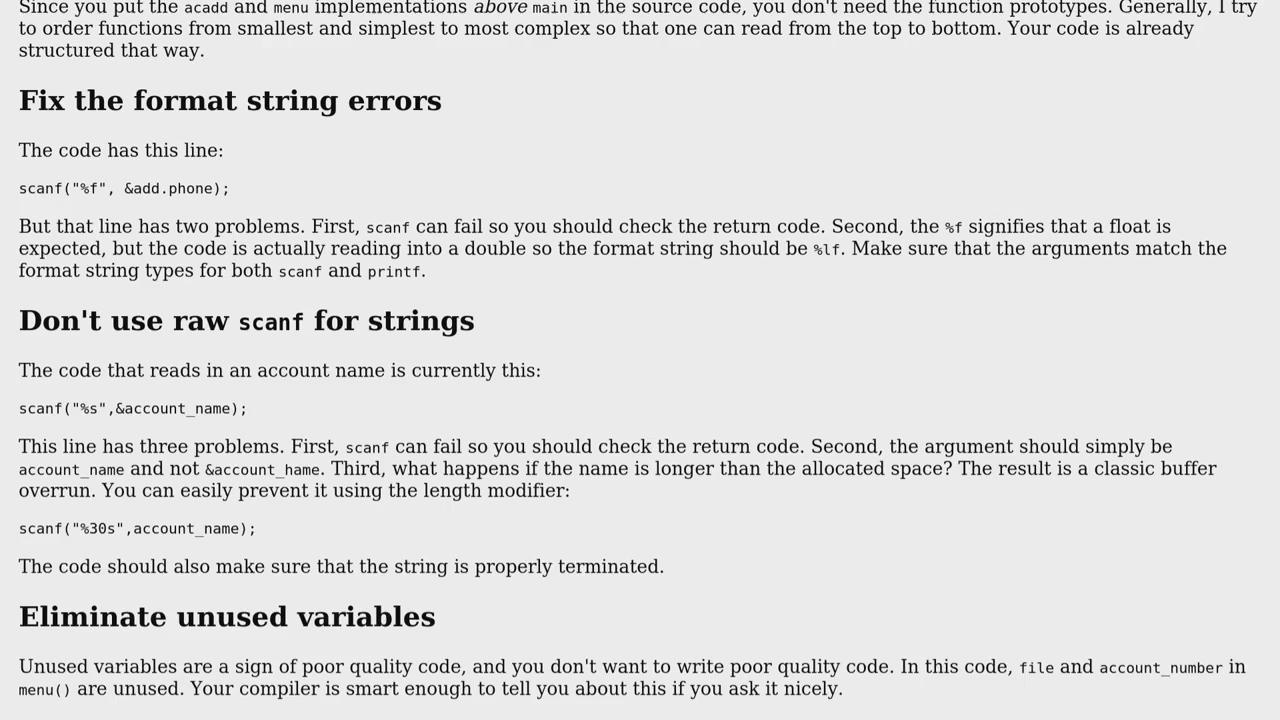 Since you put the acadd and menu implementations above main in the source code, you don't need the function prototypes. Generally, I try
to order functions from smallest and simplest to most complex so that one can read from the top to bottom. Your code is already
structured that way.
Fix the format string errors
The code has this line:
scanf("%f", &add.phone);
But that line has two problems. First, scanf can fail so you should check the return code. Second, the %f signifies that a float is
expected, but the code is actually reading into a double so the format string should be %lf. Make sure that the arguments match the
format string types for both scanf and printf.
Don't use raw scanf for strings
The code that reads in an account name is currently this:
scanf("%s",&account_name);
This line has three problems. First, scanf can fail so you should check the return code. Second, the argument should simply be
account_name and not &account_hame. Third, what happens if the name is longer than the allocated space? The result is a classic buffer
overrun. You can easily prevent it using the length modifier:
scanf("%30s",account_name);
The code should also make sure that the string is properly terminated.
Eliminate unused variables
Unused variables are a sign of poor quality code, and you don't want to write poor quality code. In this code, file and account_number in
menu() are unused. Your compiler is smart enough to tell you about this if you ask it nicely.